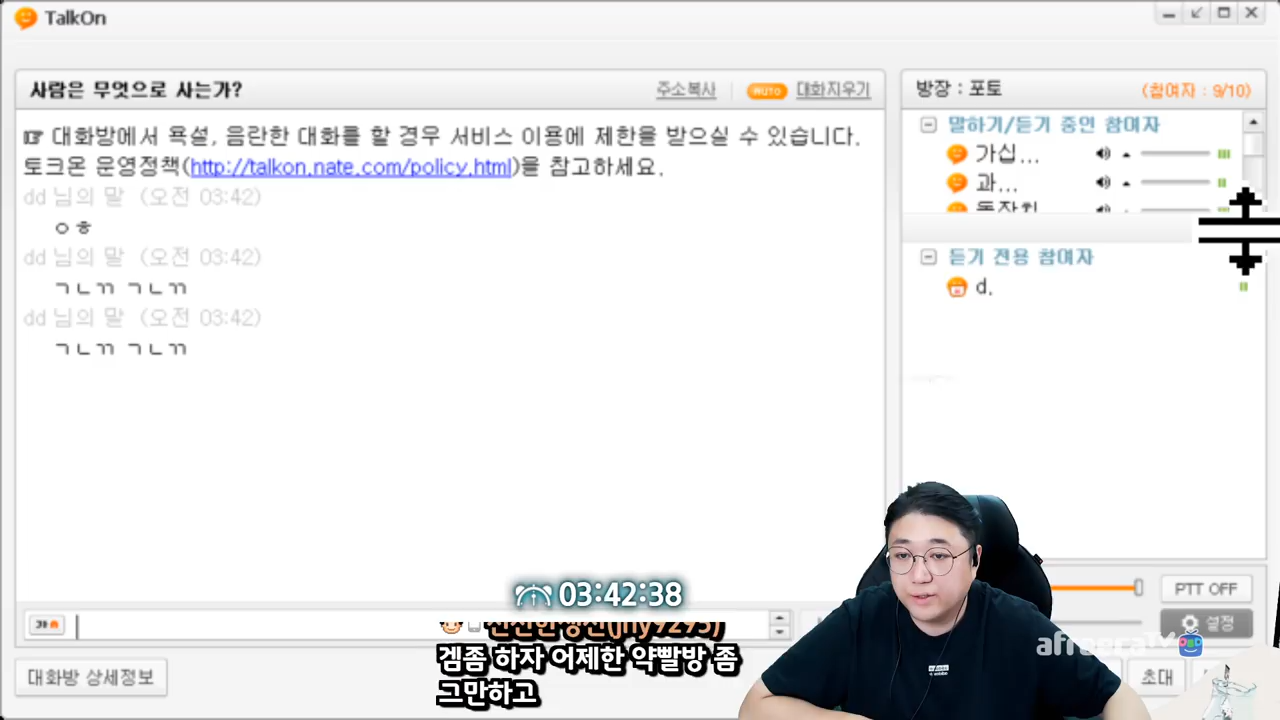 TalkOn
사람은 무엇으로 사는가?
주소복사
AUTO
대화지우기
방장 : 포토
(참여자 : 9/10)
☞ 대화방에서 욕설, 음란한 대화를 할 경우 서비스 이용에 제한을 받으실 수 있습니다.
토크온 운영정책(http://talkon.nate.com/policy.html)을 참고하세요.
dd 님의 말 (오전 03:42)
ㅇㅎ
dd 님의 말 (오전 03:42)
ㄱㄴㄲ ㄱㄴㄲ
dd 님의 말 (오전 03:42)
ㄱㄴㄲ ㄱㄴㄲ
말하기/듣기 중인 참여자
가십...
과...
듣기 전용 참여자
d.
03:42:38
PTT OFF
가
설정
겜좀 하자 어제한 약빨방 좀
그만하고
afreecaTV
대화방 상세정보
초대